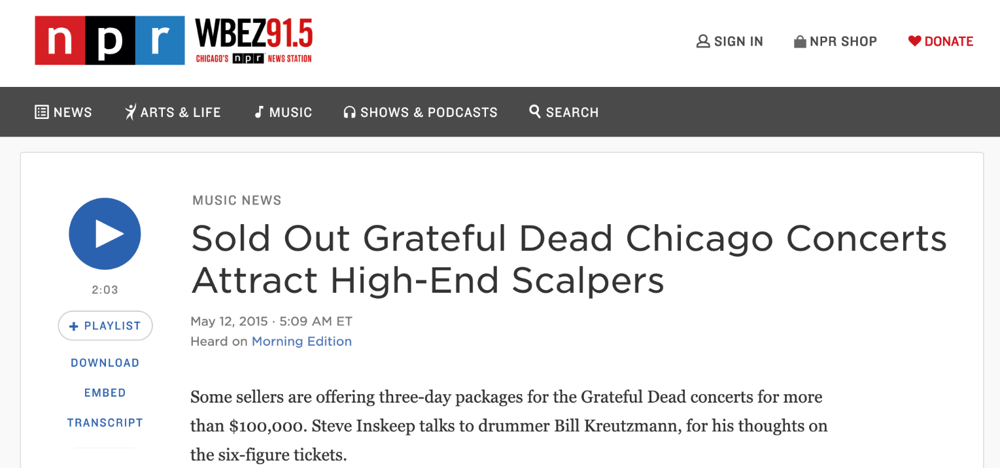 npr WBEZ91.5
CHICAGO'S npr NEWS STATION
SIGN IN NPR SHOP DONATE
NEWS ARTS & LIFE MUSIC SHOWS & PODCASTS SEARCH
MUSIC NEWS
Sold Out Grateful Dead Chicago Concerts
Attract High-End Scalpers
2:03
+ PLAYLIST
DOWNLOAD
EMBED
TRANSCRIPT
May 12, 2015 · 5:09 AM ET
Heard on Morning Edition
Some sellers are offering three-day packages for the Grateful Dead concerts for more
than $100,000. Steve Inskeep talks to drummer Bill Kreutzmann, for his thoughts on
the six-figure tickets.